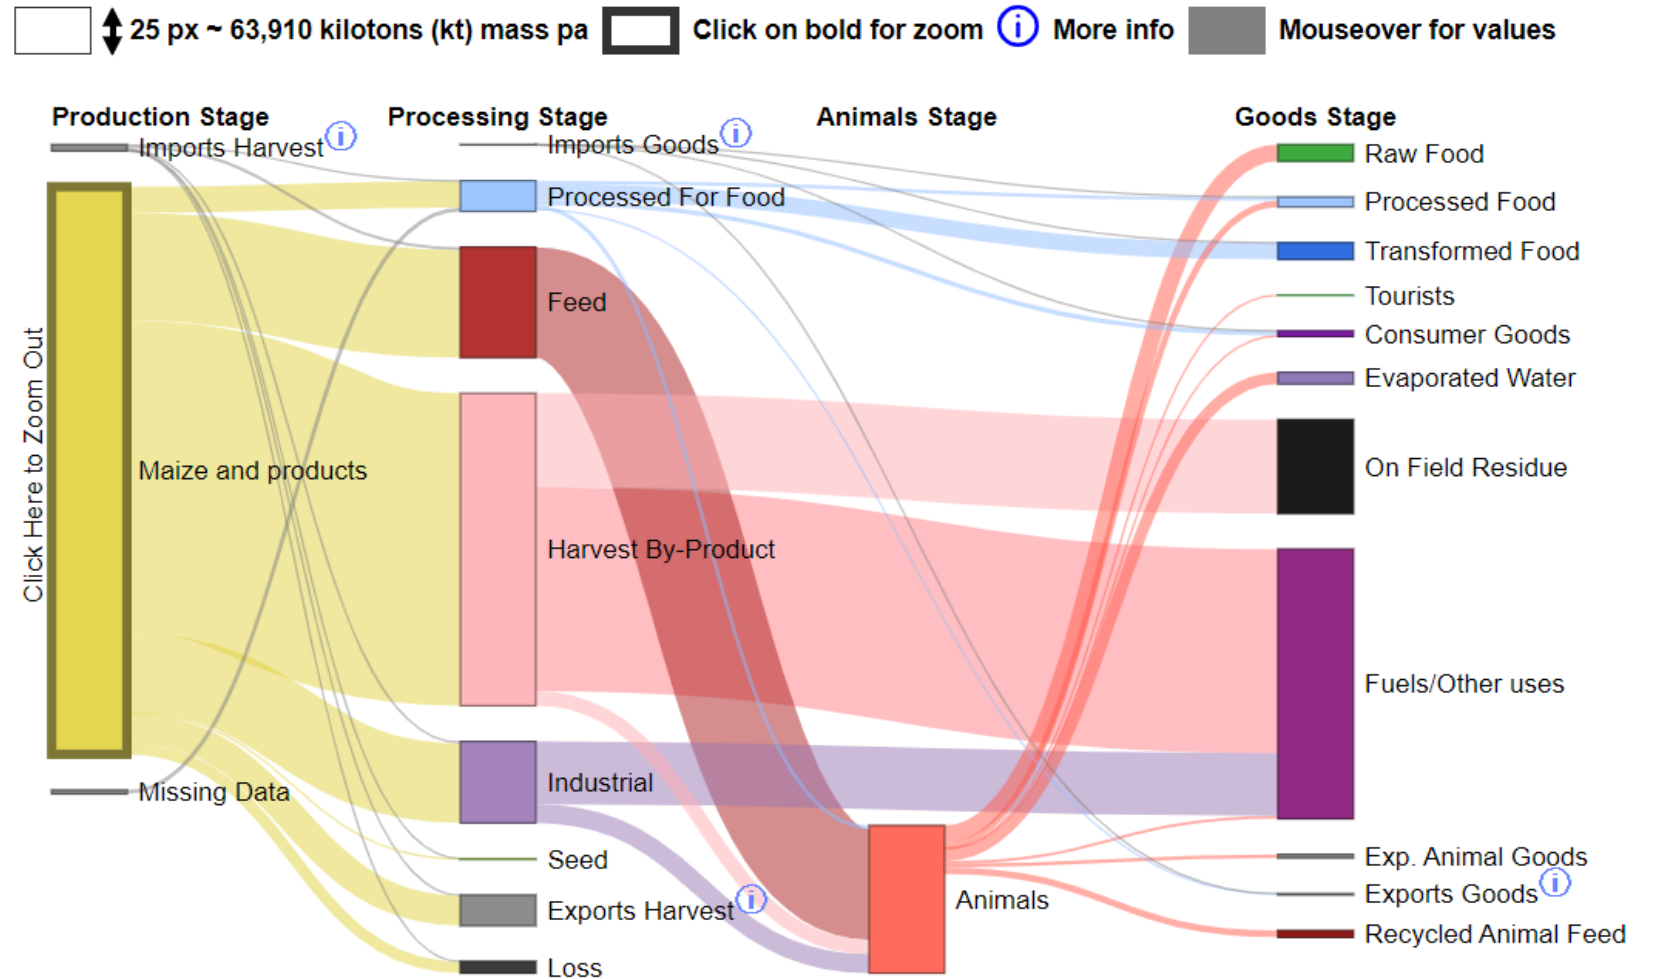 25 px ~ 63,910 kilotons (kt) mass pa
Click on bold for zoom
i
More info
Mouseover for values
Production Stage
Processing Stage
Animals Stage
Goods Stage
Imports Harvest
i
Imports Goods
i
Raw Food
Processed For Food
Processed Food
Transformed Food
Feed
Tourists
Consumer Goods
Evaporated Water
Click Here to Zoom Out
Maize and products
On Field Residue
Harvest By-Product
Fuels/Other uses
Missing Data
Industrial
Seed
Exp. Animal Goods
Exports Harvest
i
Animals
Exports Goods
i
Recycled Animal Feed
Loss